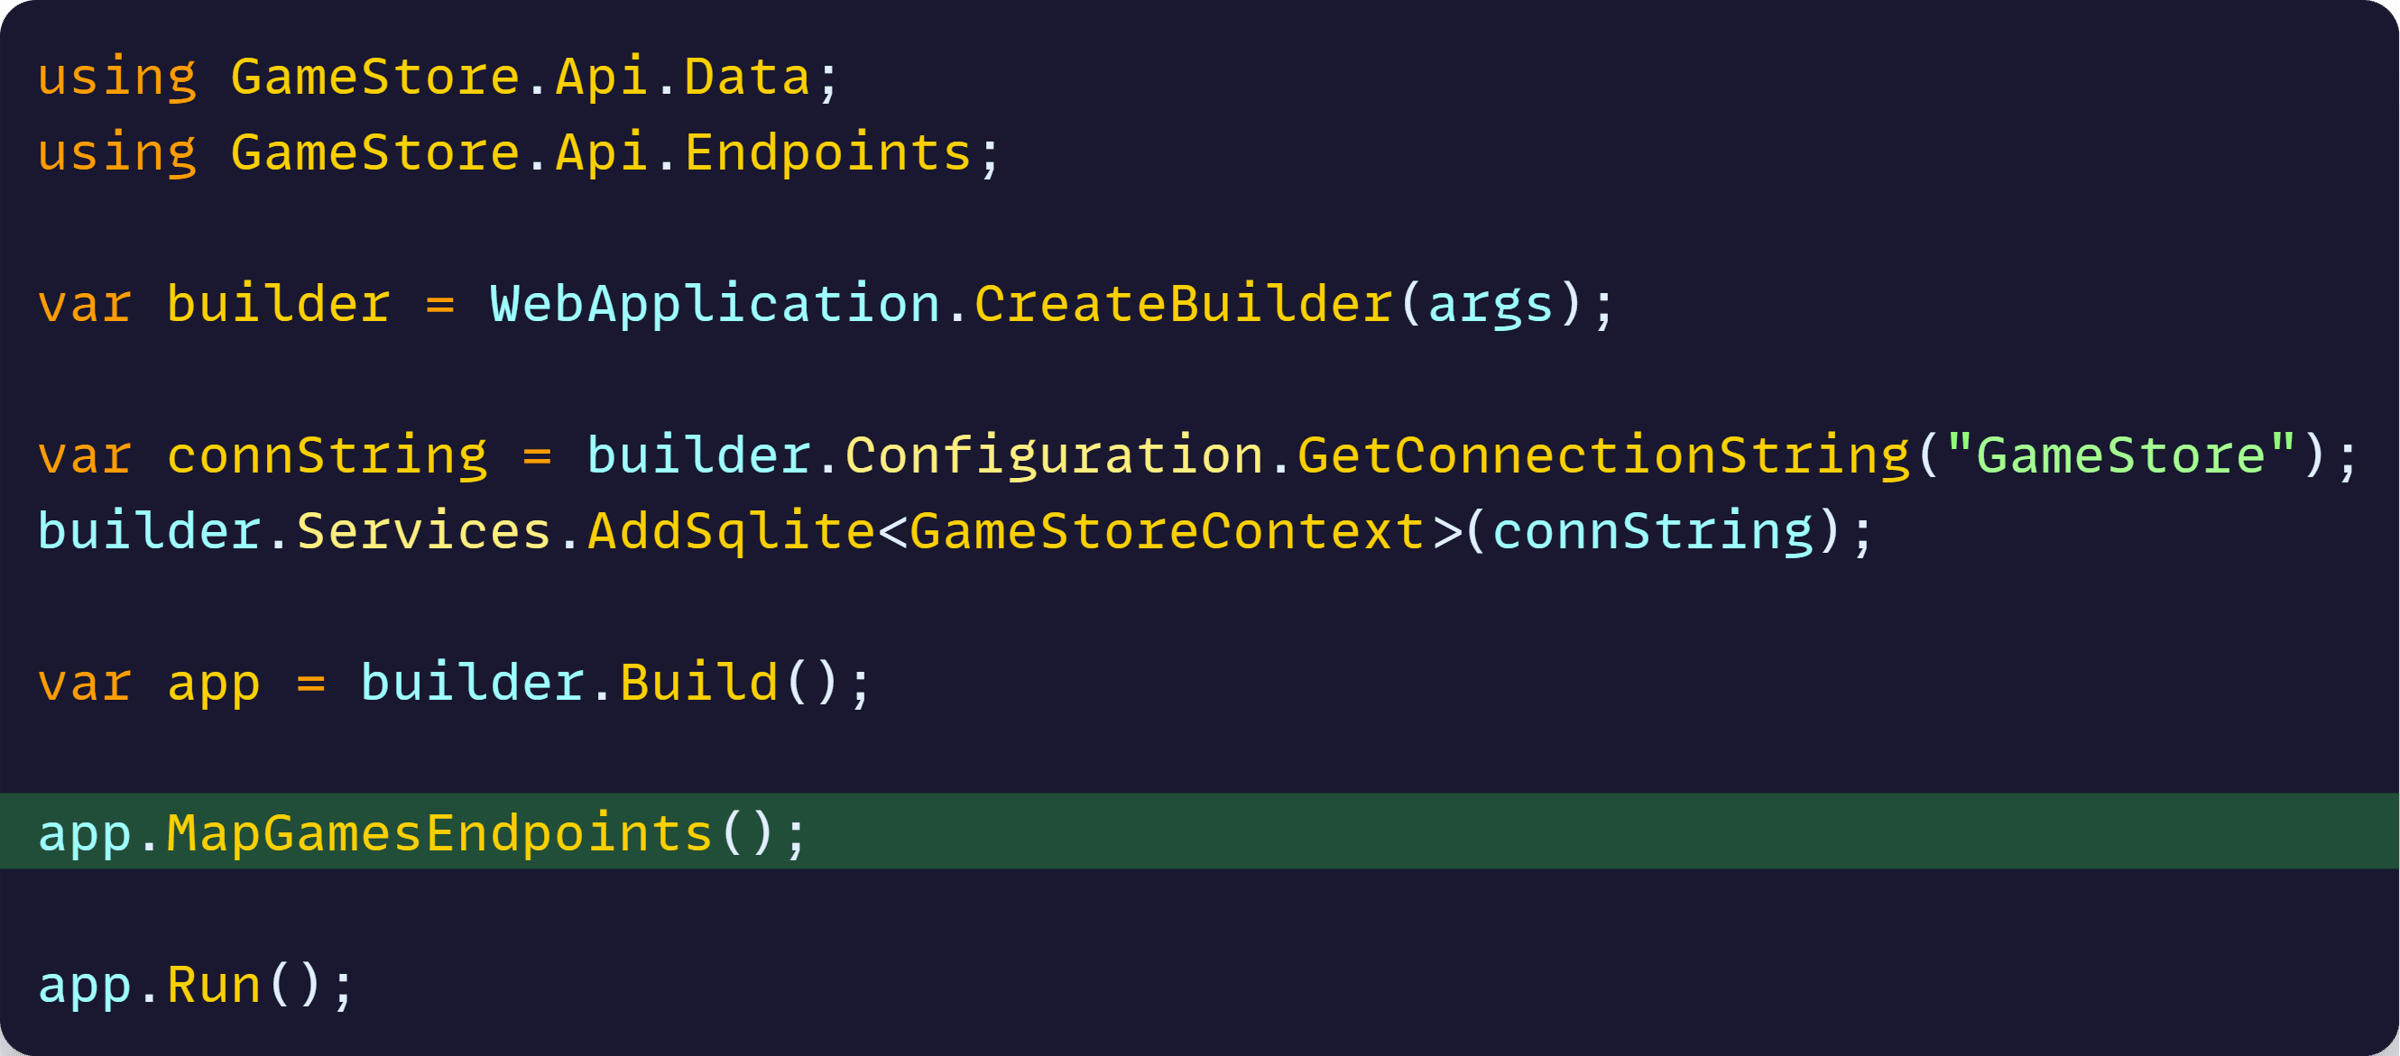 using GameStore.Api.Data;
using GameStore.Api.Endpoints;
var builder = WebApplication.CreateBuilder(args);
var connString = builder.Configuration.GetConnectionString("GameStore");
builder.Services.AddSqlite<GameStoreContext>(connString);
var app = builder.Build();
app.MapGamesEndpoints();
app.Run();